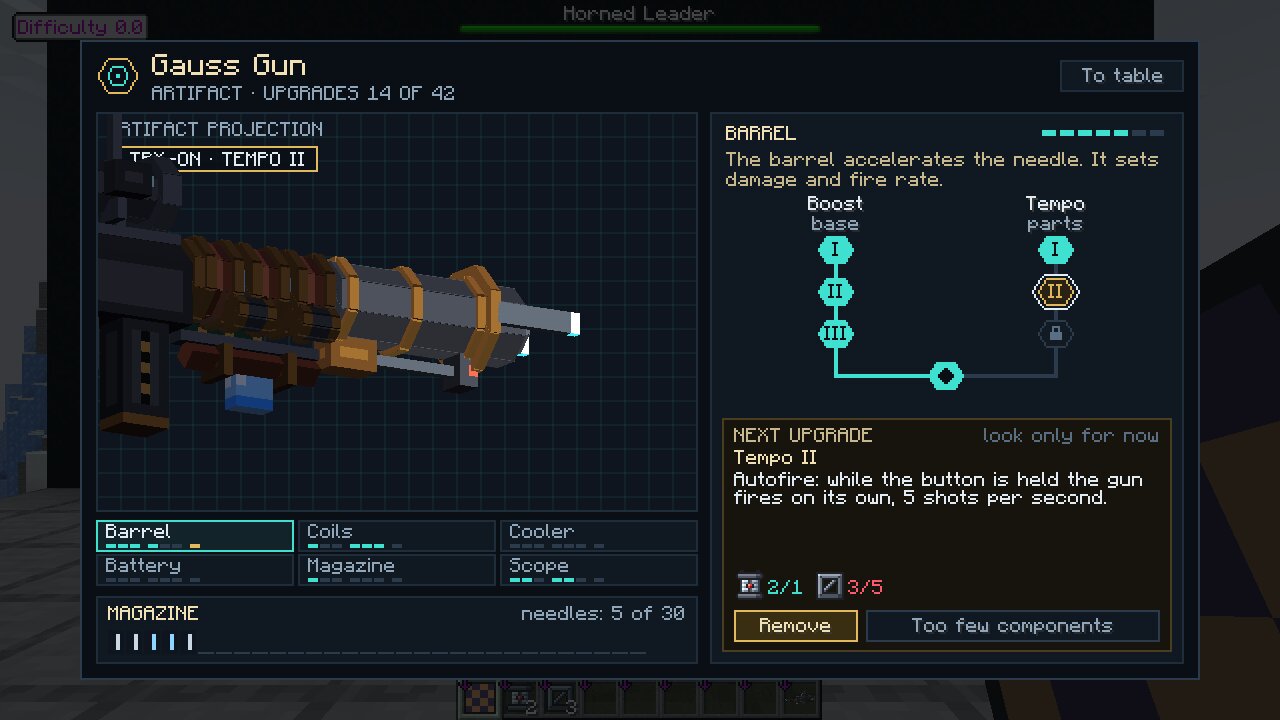 Horned Leader
Difficulty 0.0
Gauss Gun
ARTIFACT · UPGRADES 14 OF 42
To table
RTIFACT PROJECTION
-ON · TEMPO II
BARREL
The barrel accelerates the needle. It sets
damage and fire rate.
Boost
base
Tempo
parts
I
I
II
II
III
NEXT UPGRADE
look only for now
Tempo II
Autofire: while the button is held the gun
fires on its own, 5 shots per second.
2/1
3/5
Remove
Too few components
Barrel
Coils
Cooler
Battery
Magazine
Scope
MAGAZINE
needles: 5 of 30
2
3